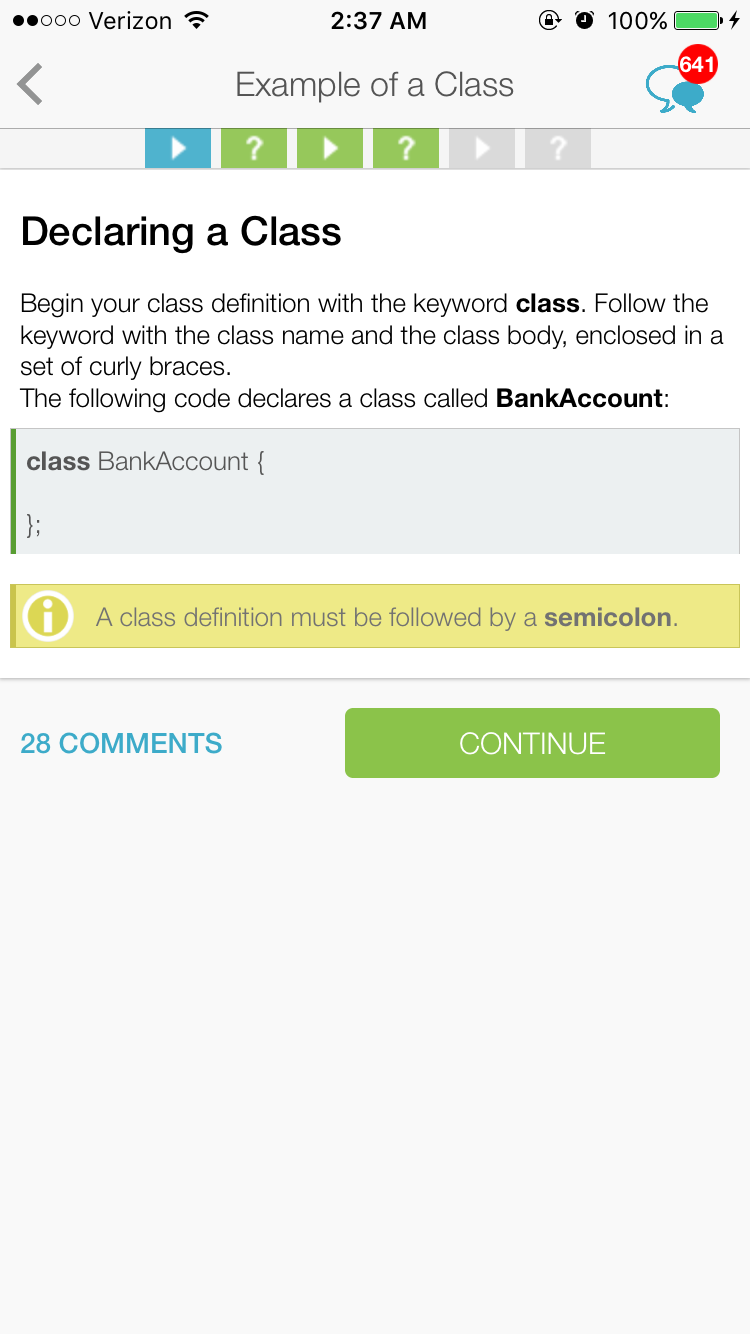 Verizon 2:37 AM 100%
Example of a Class 641
? ? ?
Declaring a Class
Begin your class definition with the keyword class. Follow the
keyword with the class name and the class body, enclosed in a
set of curly braces.
The following code declares a class called BankAccount:
class BankAccount {
};
A class definition must be followed by a semicolon.
28 COMMENTS CONTINUE